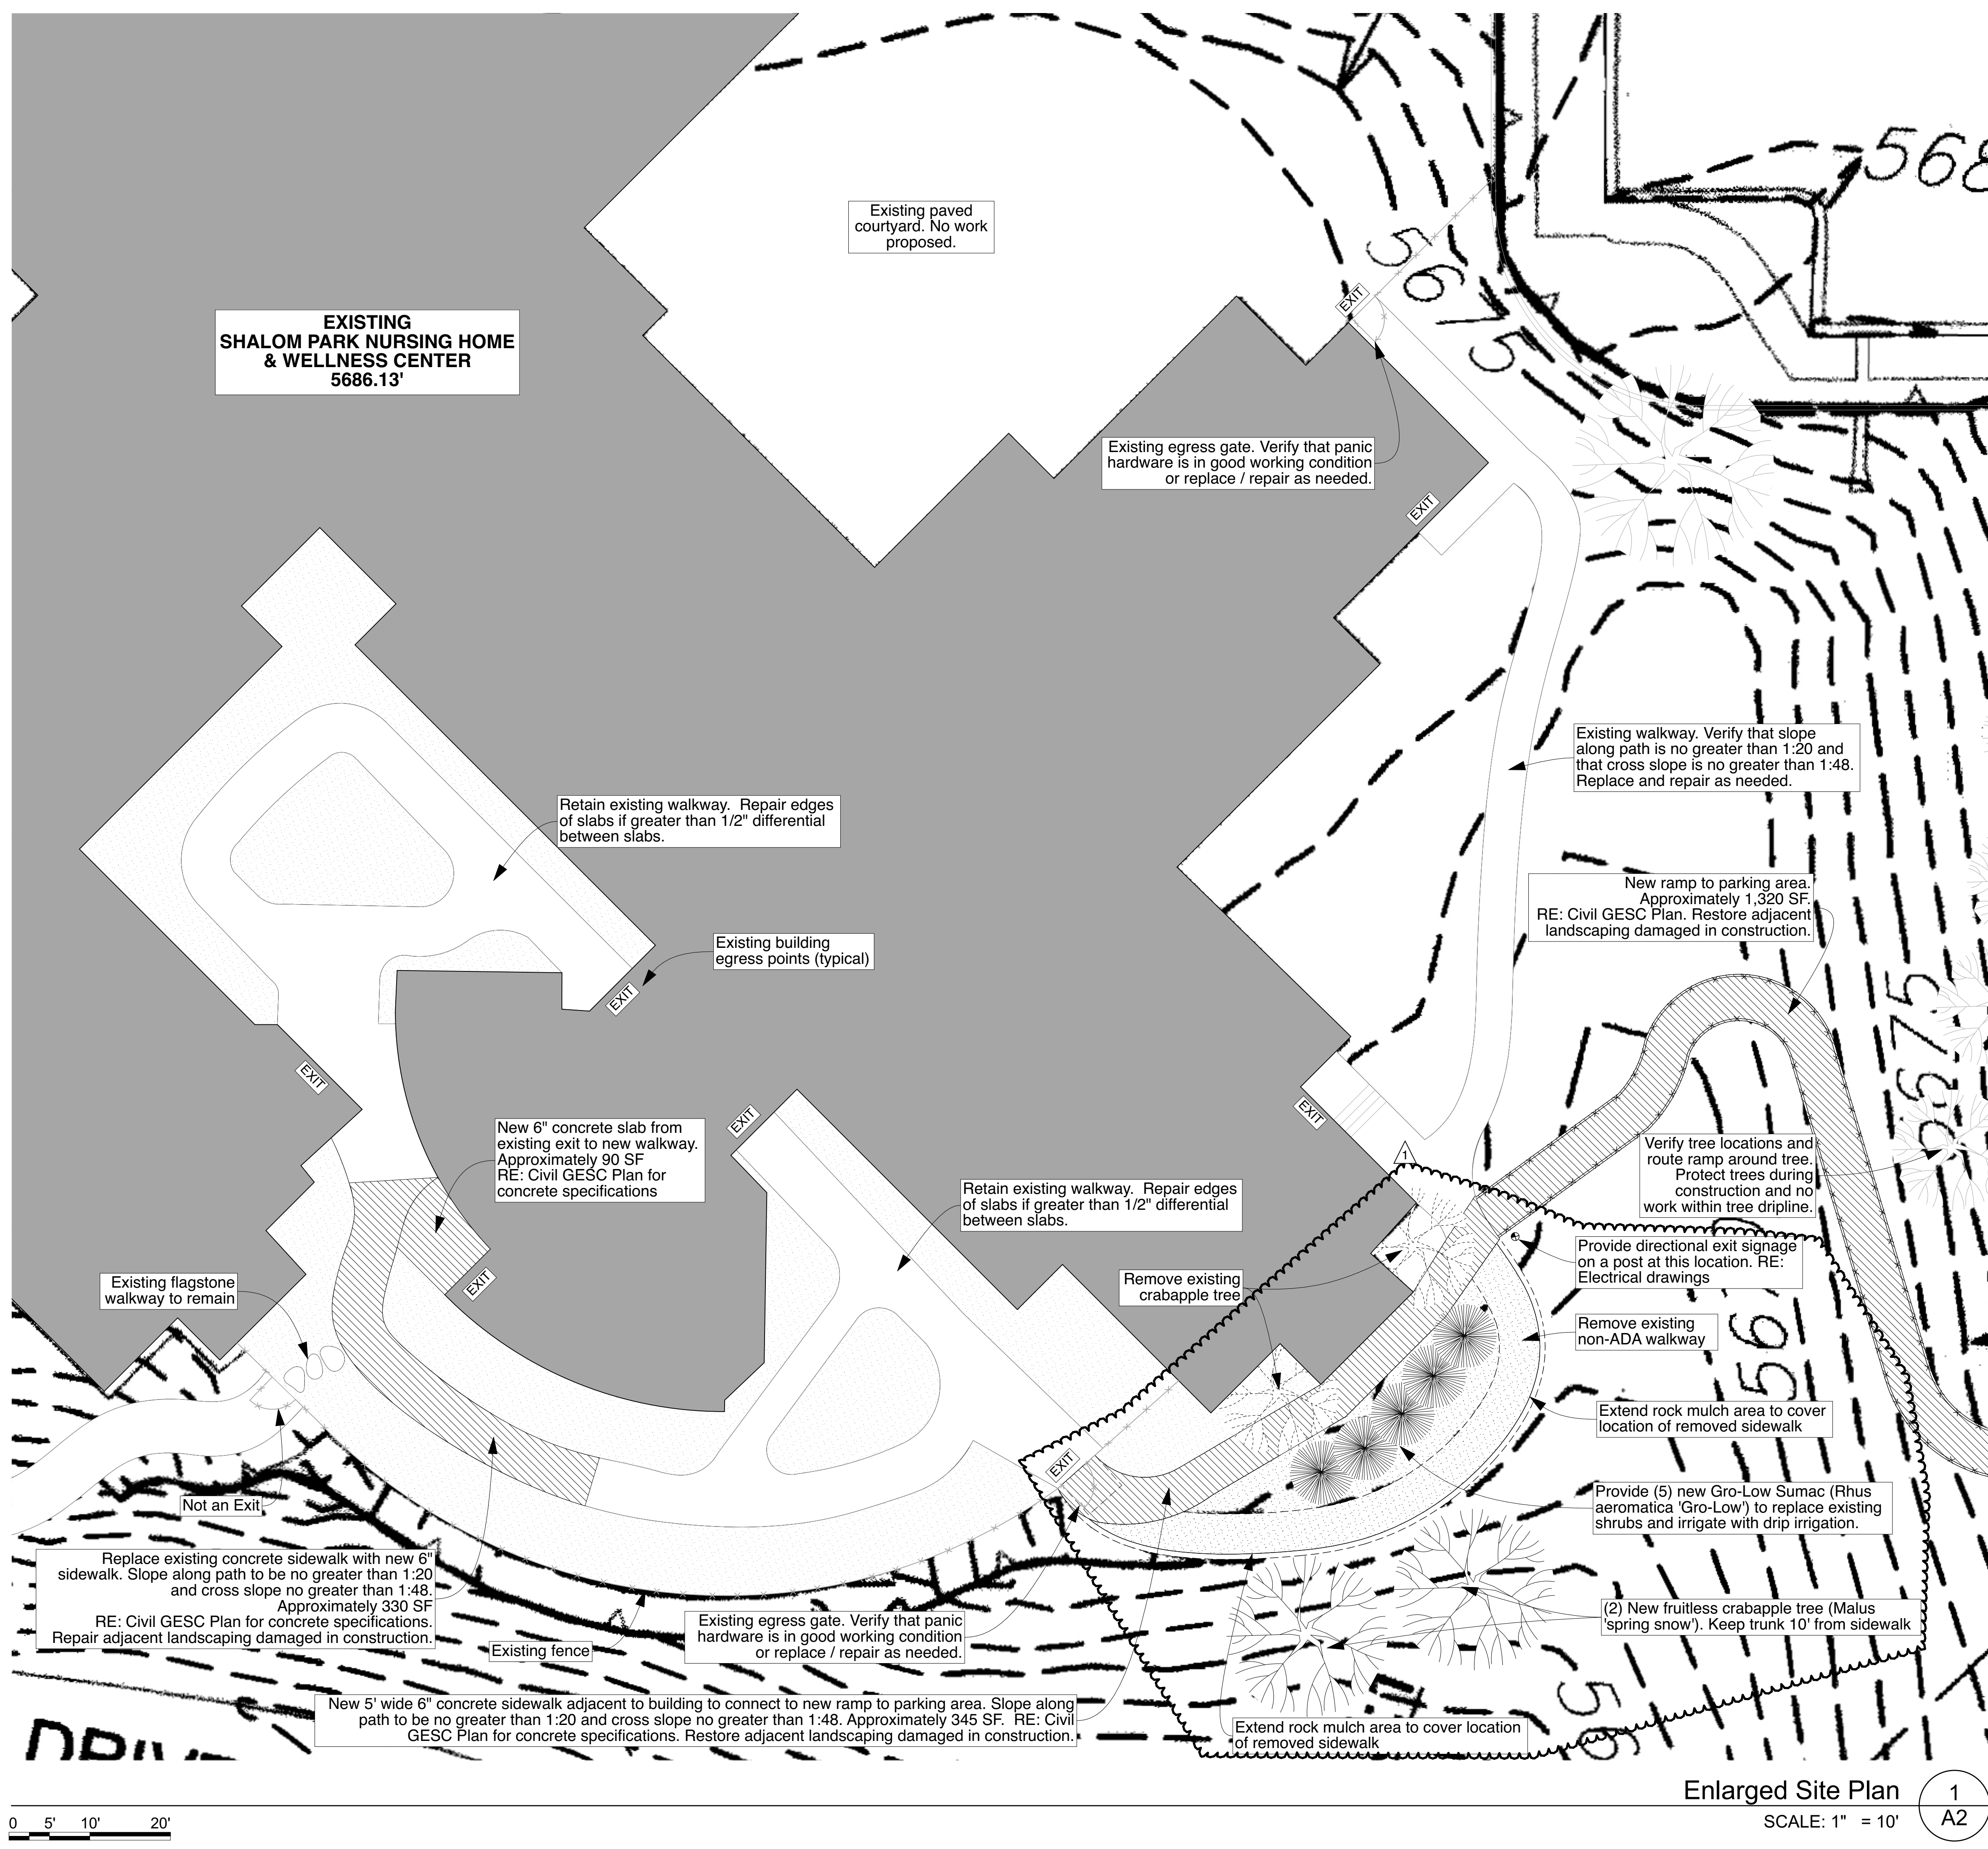 568
Existing paved
courtyard. No work
proposed.
5675
EXIT
EXISTING
SHALOM PARK NURSING HOME
& WELLNESS CENTER
5686.13'
Existing egress gate. Verify that panic
hardware is in good working condition
or replace / repair as needed.
EXIT
Existing walkway. Verify that slope
along path is no greater than 1:20 and
that cross slope is no greater than 1:48.
Replace and repair as needed.
Retain existing walkway.  Repair edges
of slabs if greater than 1/2" differential
between slabs.
New ramp to parking area.
Approximately 1,320 SF.
RE: Civil GESC Plan. Restore adjacent
landscaping damaged in construction.
Existing building
egress points (typical)
EXIT
5675
EXIT
EXIT
EXIT
New 6" concrete slab from
existing exit to new walkway.
Approximately 90 SF
RE: Civil GESC Plan for
concrete specifications
1
Verify tree locations and
route ramp around tree.
Protect trees during
construction and no
work within tree dripline.
Retain existing walkway.  Repair edges
of slabs if greater than 1/2" differential
between slabs.
Provide directional exit signage
on a post at this location. RE:
Electrical drawings
Existing flagstone
walkway to remain
EXIT
Remove existing
crabapple tree
Remove existing
non-ADA walkway
56
Extend rock mulch area to cover
location of removed sidewalk
EXIT
Not an Exit
Provide (5) new Gro-Low Sumac (Rhus
aeromatica 'Gro-Low') to replace existing
shrubs and irrigate with drip irrigation.
Replace existing concrete sidewalk with new 6"
sidewalk. Slope along path to be no greater than 1:20
and cross slope no greater than 1:48.
Approximately 330 SF
RE: Civil GESC Plan for concrete specifications.
Repair adjacent landscaping damaged in construction.
Existing fence
Existing egress gate. Verify that panic
hardware is in good working condition
or replace / repair as needed.
(2) New fruitless crabapple tree (Malus
'spring snow'). Keep trunk 10' from sidewalk
New 5' wide 6" concrete sidewalk adjacent to building to connect to new ramp to parking area. Slope along
path to be no greater than 1:20 and cross slope no greater than 1:48. Approximately 345 SF.  RE: Civil
GESC Plan for concrete specifications. Restore adjacent landscaping damaged in construction.
Extend rock mulch area to cover location
of removed sidewalk
56
Enlarged Site Plan
SCALE: 1"   = 10'
1
A2
0 5' 10' 20'